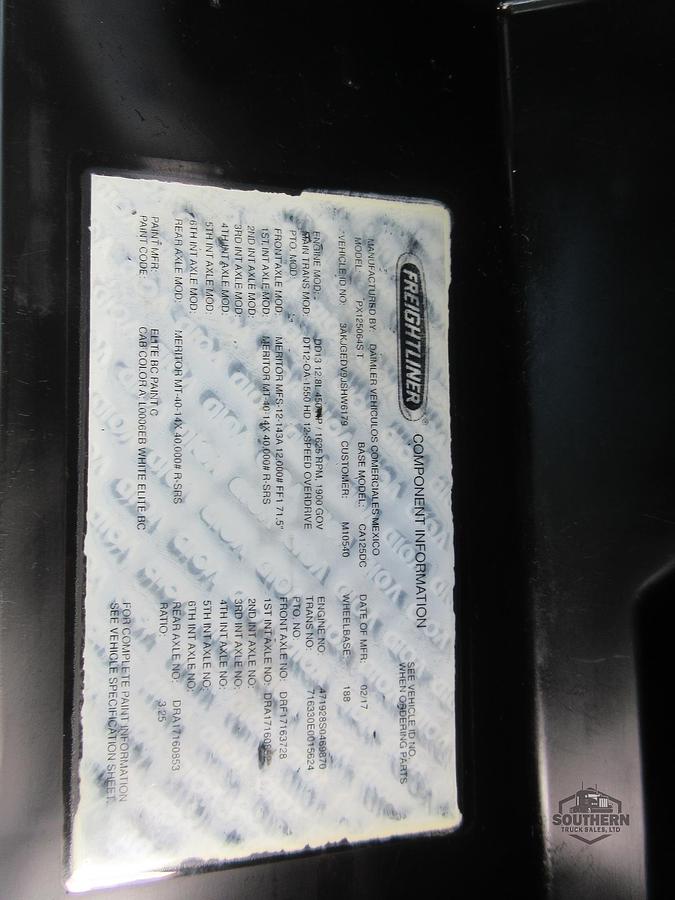 FREIGHTLINER® COMPONENT INFORMATION
SEE VEHICLE ID NO.
WHEN ORDERING PARTS
MANUFACTURED BY: DAIMLER VEHICULOS COMERCIALES MEXICO
MODEL: PX125064S T BASE MODEL: CA125DC DATE OF MFR: 02/17
VEHICLE ID NO: 3AKJGEDV9JSHW6179 CUSTOMER: M10540 WHEELBASE: 188
ENGINE MOD: DD13 12.8L HP / 1625 RPM, 1900 GOV ENGINE NO: 471928S0469870
MAIN TRANS MOD: DT12-OA-1550 HD 12-SPEED OVERDRIVE TRANS NO: 716330E0015624
PTO. MOD: PTO NO:
FRONT AXLE MOD: MERITOR MFS-12-143A 12,000# FF1 71.5" FRONT AXLE NO: DRF17163728
1ST INT AXLE MOD: MERITOR MT-40-14X 40,000# R-SRS 1ST INT AXLE NO:
2ND INT AXLE MOD: 2ND INT AXLE NO:
3RD INT AXLE MOD: 3RD INT AXLE NO:
4TH INT AXLE MOD: 4TH INT AXLE NO:
5TH INT AXLE MOD: 5TH INT AXLE NO:
6TH INT AXLE MOD: 6TH INT AXLE NO:
REAR AXLE MOD: MERITOR MT-40-14X 40,000# R-SRS REAR AXLE NO: DRA17160853
RATIO: 3.25
PAINT MFR: ELITE BC PAINT G
PAINT CODE: CAB COLOR A: L0006EB WHITE ELITE BC
FOR COMPLETE PAINT INFORMATION
SEE VEHICLE SPECIFICATION SHEET.
SOUTHERN
TRUCK SALES, LTD